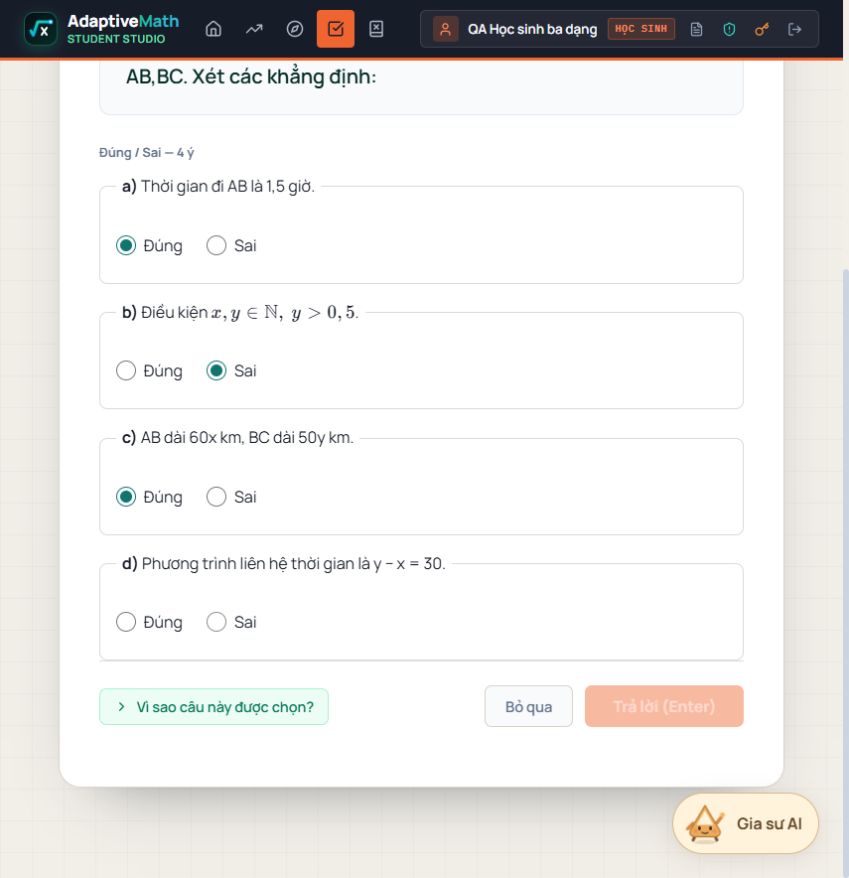 AdaptiveMath
STUDENT STUDIO
QA Học sinh ba dạng
HỌC SINH
AB,BC. Xét các khẳng định:
Đúng / Sai — 4 ý
a) Thời gian đi AB là 1,5 giờ.
Đúng Sai
b) Điều kiện x, y ∈ ℕ, y > 0, 5.
Đúng Sai
c) AB dài 60x km, BC dài 50y km.
Đúng Sai
d) Phương trình liên hệ thời gian là y − x = 30.
Đúng Sai
Vì sao câu này được chọn?
Bỏ qua
Trả lời (Enter)
Gia sư AI